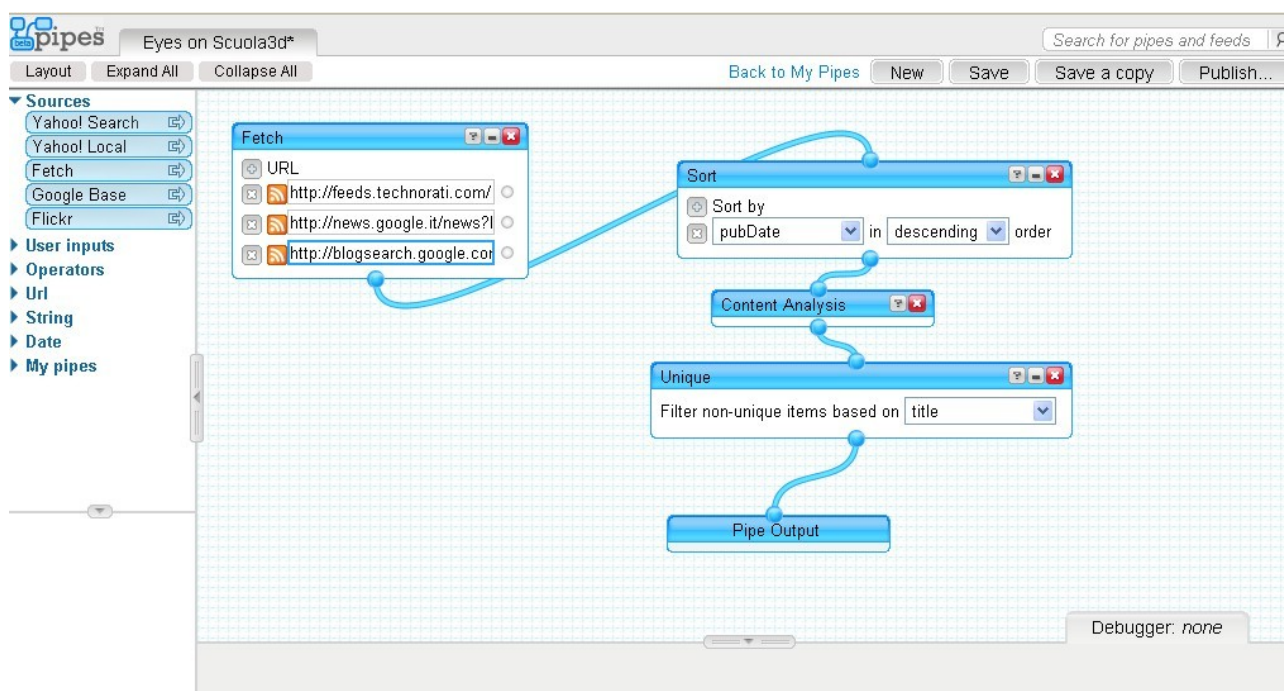 pipes
beta
Eyes on Scuola3d*
Search for pipes and feeds
Layout Expand All Collapse All Back to My Pipes New Save Save a copy Publish...
Sources
Yahoo! Search
Yahoo! Local
Fetch
Google Base
Flickr
User inputs
Operators
Url
String
Date
My pipes
Fetch
URL
http://feeds.technorati.com/
http://news.google.it/news?l
http://blogsearch.google.cor
Sort
Sort by
pubDate in descending order
Content Analysis
Unique
Filter non-unique items based on title
Pipe Output
Debugger: none